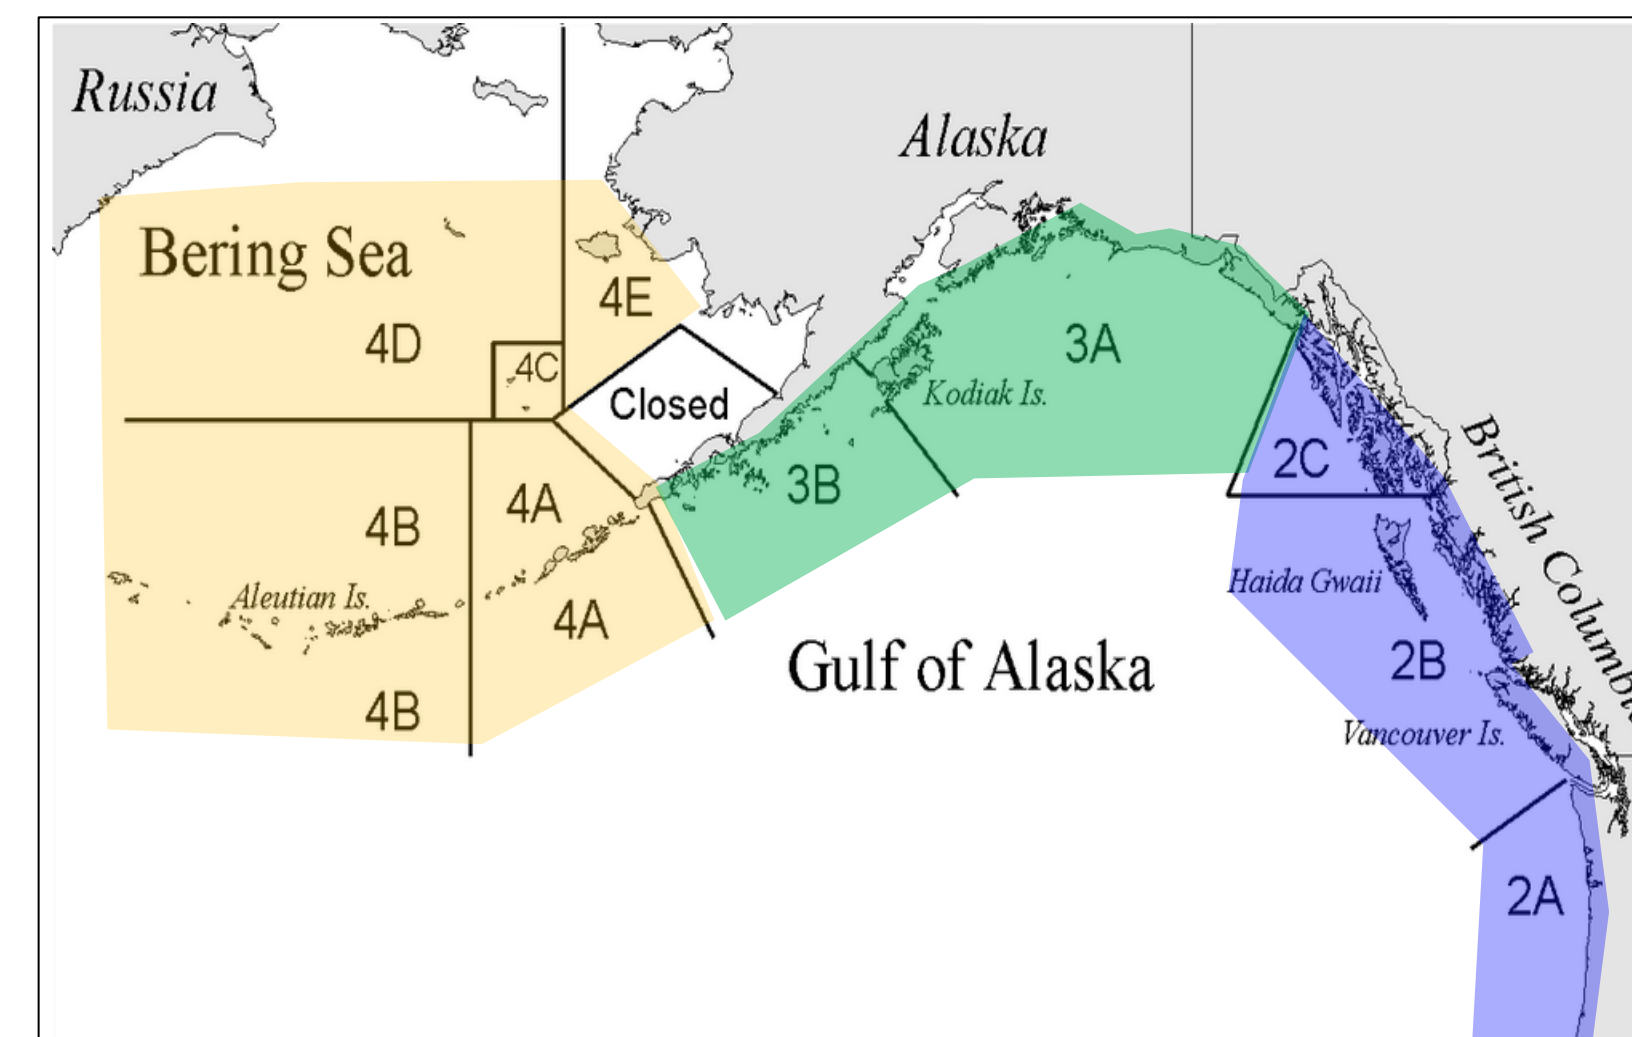 Russia
Alaska
Bering Sea
4E
4D
4C
3A
Closed
Kodiak Is.
British Columbi
2C
3B
4A
4B
Haida Gwaii
Aleutian Is.
4A
2B
Gulf of Alaska
4B
Vancouver Is.
2A